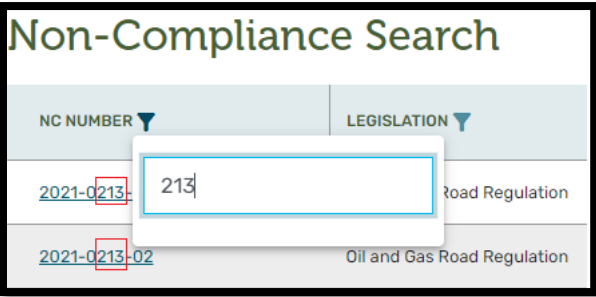 Non-Compliance Search
NC NUMBER LEGISLATION
213
2021-0213- Road Regulation
2021-0213-02 Oil and Gas Road Regulation